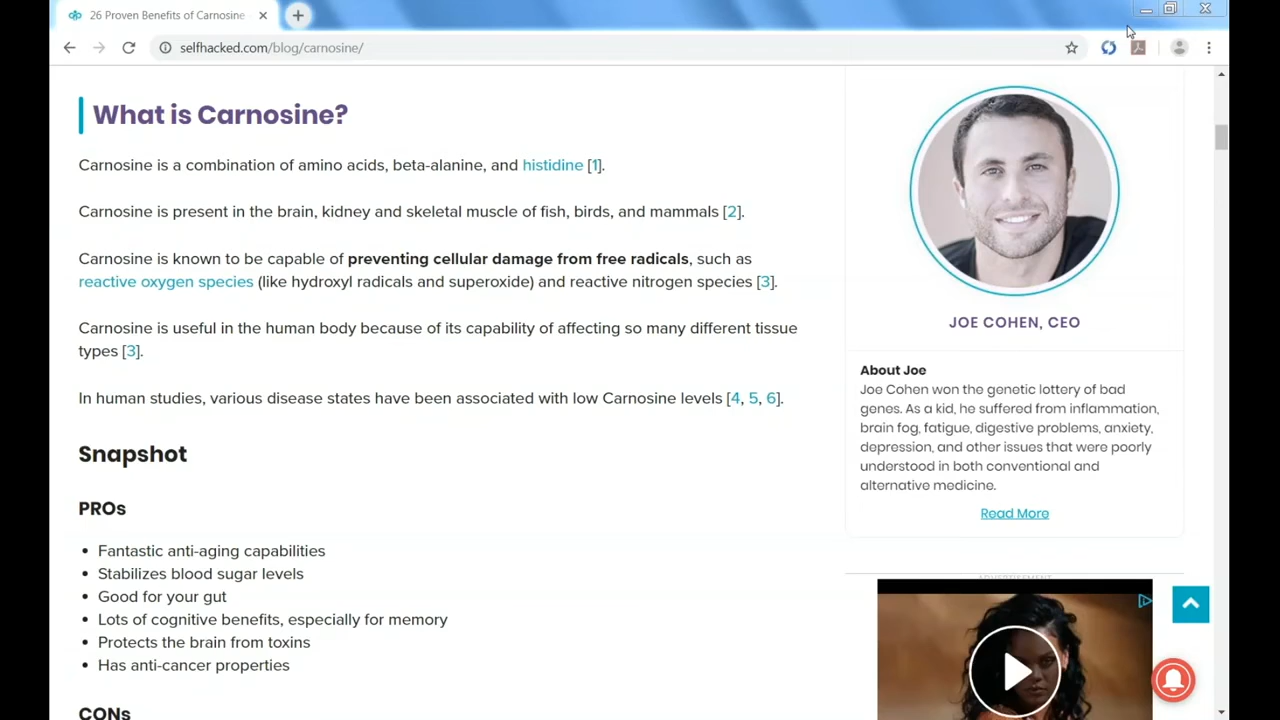 26 Proven Benefits of Carnosine
selfhacked.com/blog/carnosine/
What is Carnosine?
Carnosine is a combination of amino acids, beta-alanine, and histidine [1].
Carnosine is present in the brain, kidney and skeletal muscle of fish, birds, and mammals [2].
Carnosine is known to be capable of preventing cellular damage from free radicals, such as
reactive oxygen species (like hydroxyl radicals and superoxide) and reactive nitrogen species [3].
Carnosine is useful in the human body because of its capability of affecting so many different tissue
types [3].
In human studies, various disease states have been associated with low Carnosine levels [4, 5, 6].
Snapshot
PROs
• Fantastic anti-aging capabilities
• Stabilizes blood sugar levels
• Good for your gut
• Lots of cognitive benefits, especially for memory
• Protects the brain from toxins
• Has anti-cancer properties
CONs
JOE COHEN, CEO
About Joe
Joe Cohen won the genetic lottery of bad
genes. As a kid, he suffered from inflammation,
brain fog, fatigue, digestive problems, anxiety,
depression, and other issues that were poorly
understood in both conventional and
alternative medicine.
Read More
ADVERTISEMENT